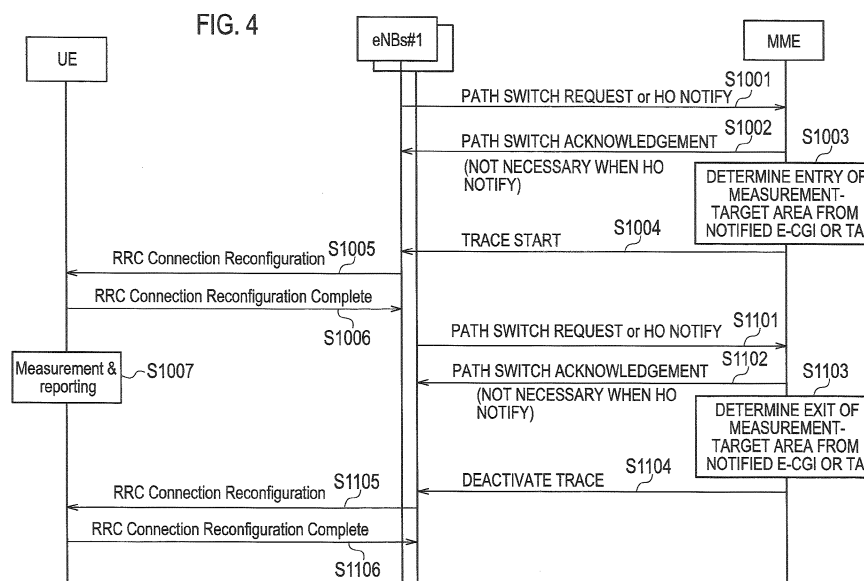 FIG. 4
UE
eNBs#1
MME
S1001
PATH SWITCH REQUEST or HO NOTIFY
S1002
PATH SWITCH ACKNOWLEDGEMENT
(NOT NECESSARY WHEN HO
NOTIFY)
S1003
DETERMINE ENTRY OF
MEASUREMENT-
TARGET AREA FROM
NOTIFIED E-CGI OR TA
S1004
TRACE START
S1005
RRC Connection Reconfiguration
RRC Connection Reconfiguration Complete
S1006
S1101
PATH SWITCH REQUEST or HO NOTIFY
Measurement &
reporting
S1007
S1102
PATH SWITCH ACKNOWLEDGEMENT
(NOT NECESSARY WHEN HO
NOTIFY)
S1103
DETERMINE EXIT OF
MEASUREMENT-
TARGET AREA FROM
NOTIFIED E-CGI OR TA
S1104
DEACTIVATE TRACE
S1105
RRC Connection Reconfiguration
RRC Connection Reconfiguration Complete
S1106